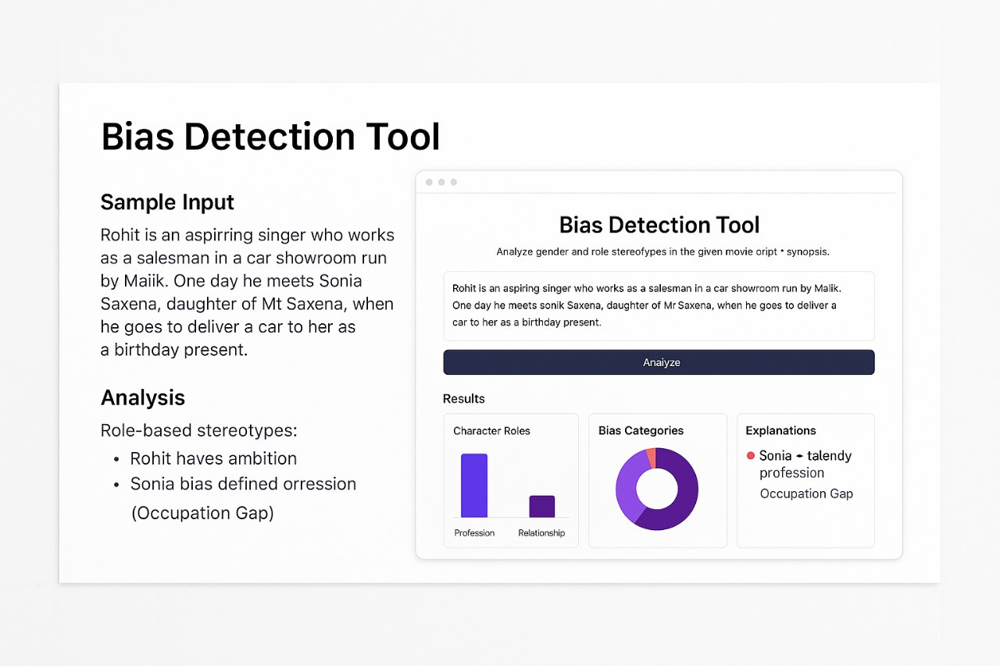 Bias Detection Tool
Sample Input
Rohit is an aspirring singer who works
as a salesman in a car showroom run
by Maiik. One day he meets Sonia
Saxena, daughter of Mt Saxena, when
he goes to deliver a car to her as
a birthday present.
Analysis
Role-based stereotypes:
• Rohit haves ambition
• Sonia bias defined orression
(Occupation Gap)
Bias Detection Tool
Analyze gender and role stereofypes in the given movie oript • synopsis.
Rohit is an aspiring singer who works as a salesman in a car showroom run by Maiik.
One day he meets sonik Saxena, daughter of Mr Saxena, when he goes to deliver a
car to her as a birthday present.
Anaiyze
Results
Character Roles
Profession
Relationship
Bias Categories
Explanations
Sonia - talendy
profession
Occupation Gap